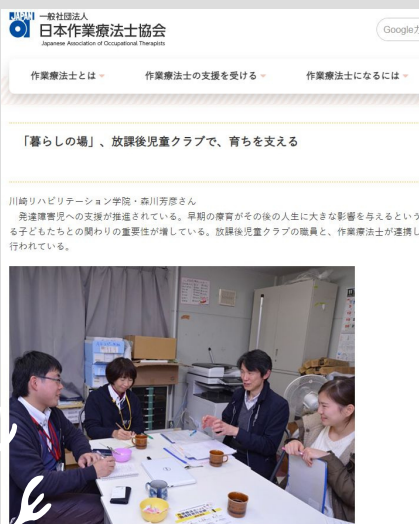 JAPAN
一般社団法人
日本作業療法士協会
Japanese Association of Occupational Therapists
Google
作業療法士とは
作業療法士の支援を受ける
作業療法士になるには
「暮らしの場」、放課後児童クラブで、育ちを支える
川崎リハビリテーション学院・森川芳彦さん
発達障害児への支援が推進されている。早期の療育がその後の人生に大きな影響を与えるという
る子どもたちとの関わりの重要性が増している。放課後児童クラブの職員と、作業療法士が連携し
行われている。